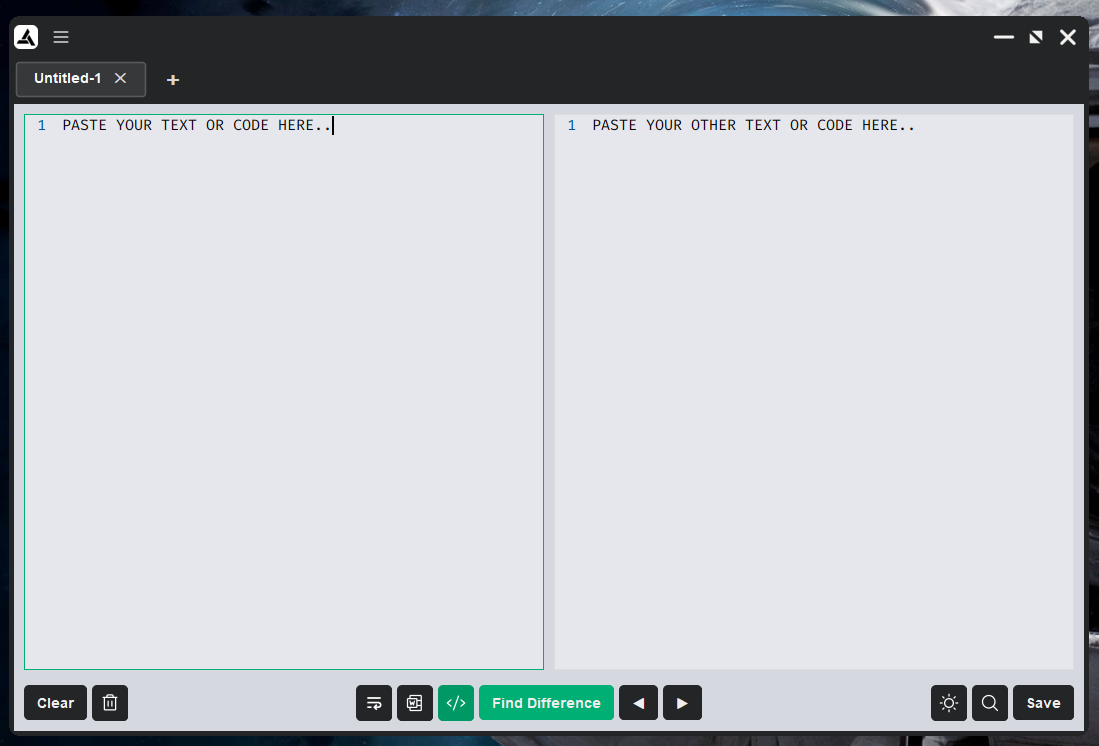 Untitled-1
1 PASTE YOUR TEXT OR CODE HERE..
1 PASTE YOUR OTHER TEXT OR CODE HERE..
Clear
</>
Find Difference
Save